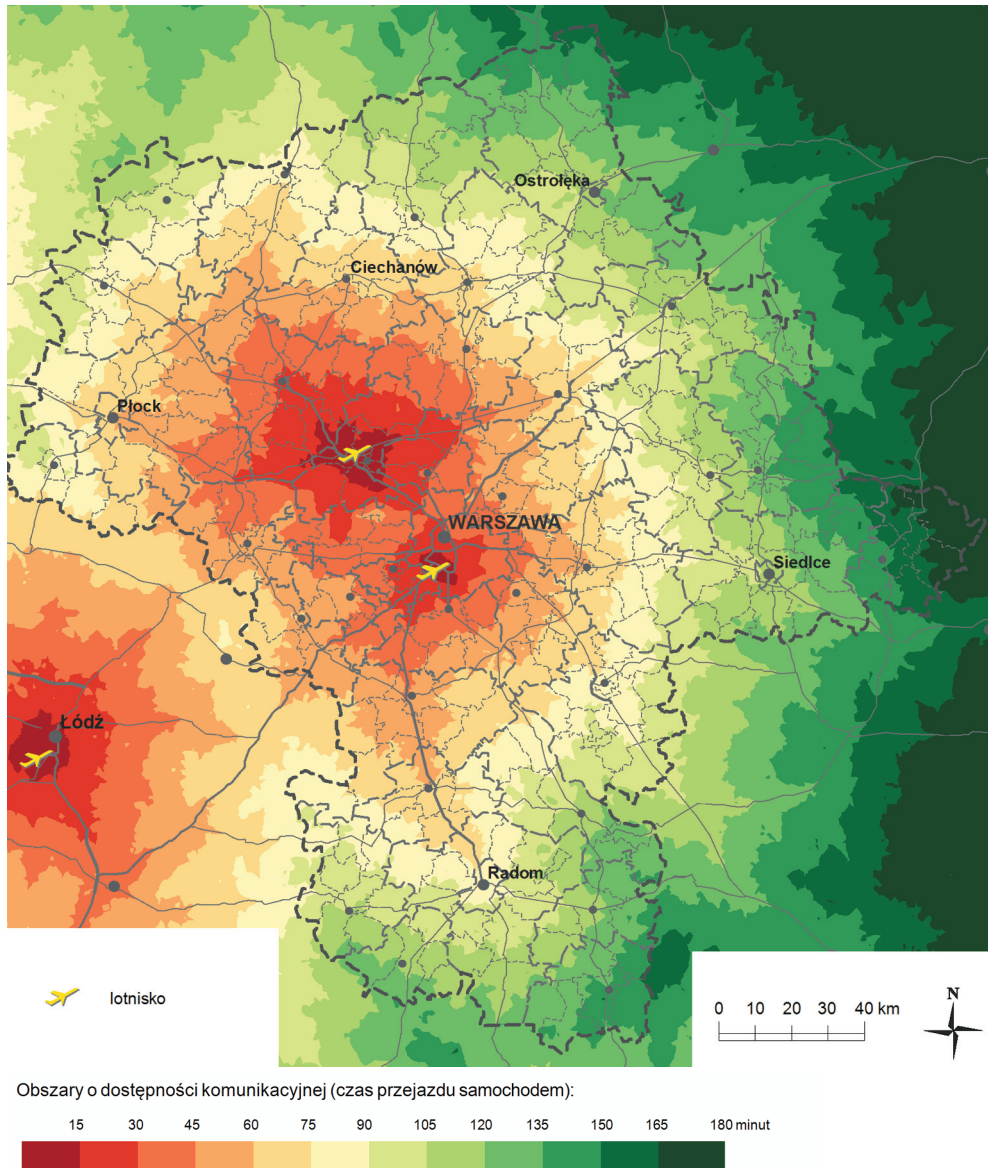 Ostrołęka
Ciechanów
Płock
WARSZAWA
Siedlce
Łódź
Radom
lotnisko
0 10 20 30 40 km
N
Obszary o dostępności komunikacyjnej (czas przejazdu samochodem):
15 30 45 60 75 90 105 120 135 150 165 180 minut